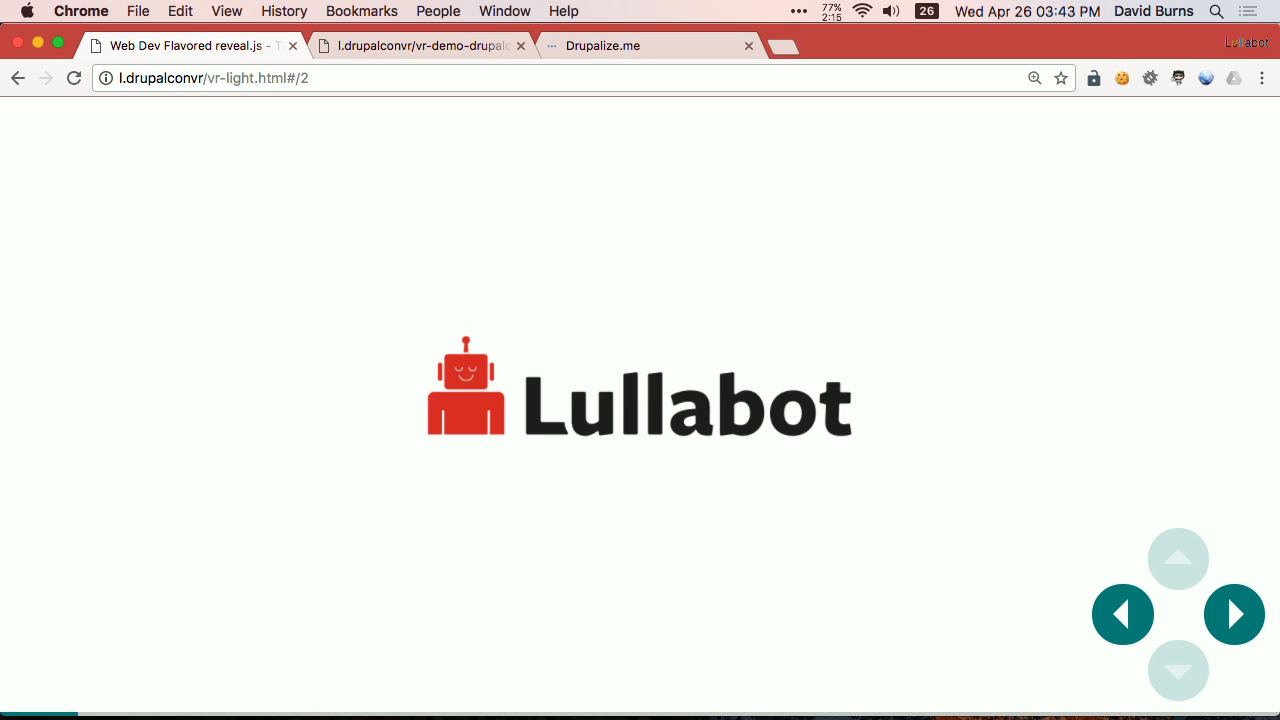 Chrome File Edit View History Bookmarks People Window Help 77% 2:15 26 Wed Apr 26 03:43 PM David Burns
Web Dev Flavored reveal.js - T l.drupalconvr/vr-demo-drupalc Drupalize.me Lullabot
l.drupalconvr/vr-light.html#/2
Lullabot